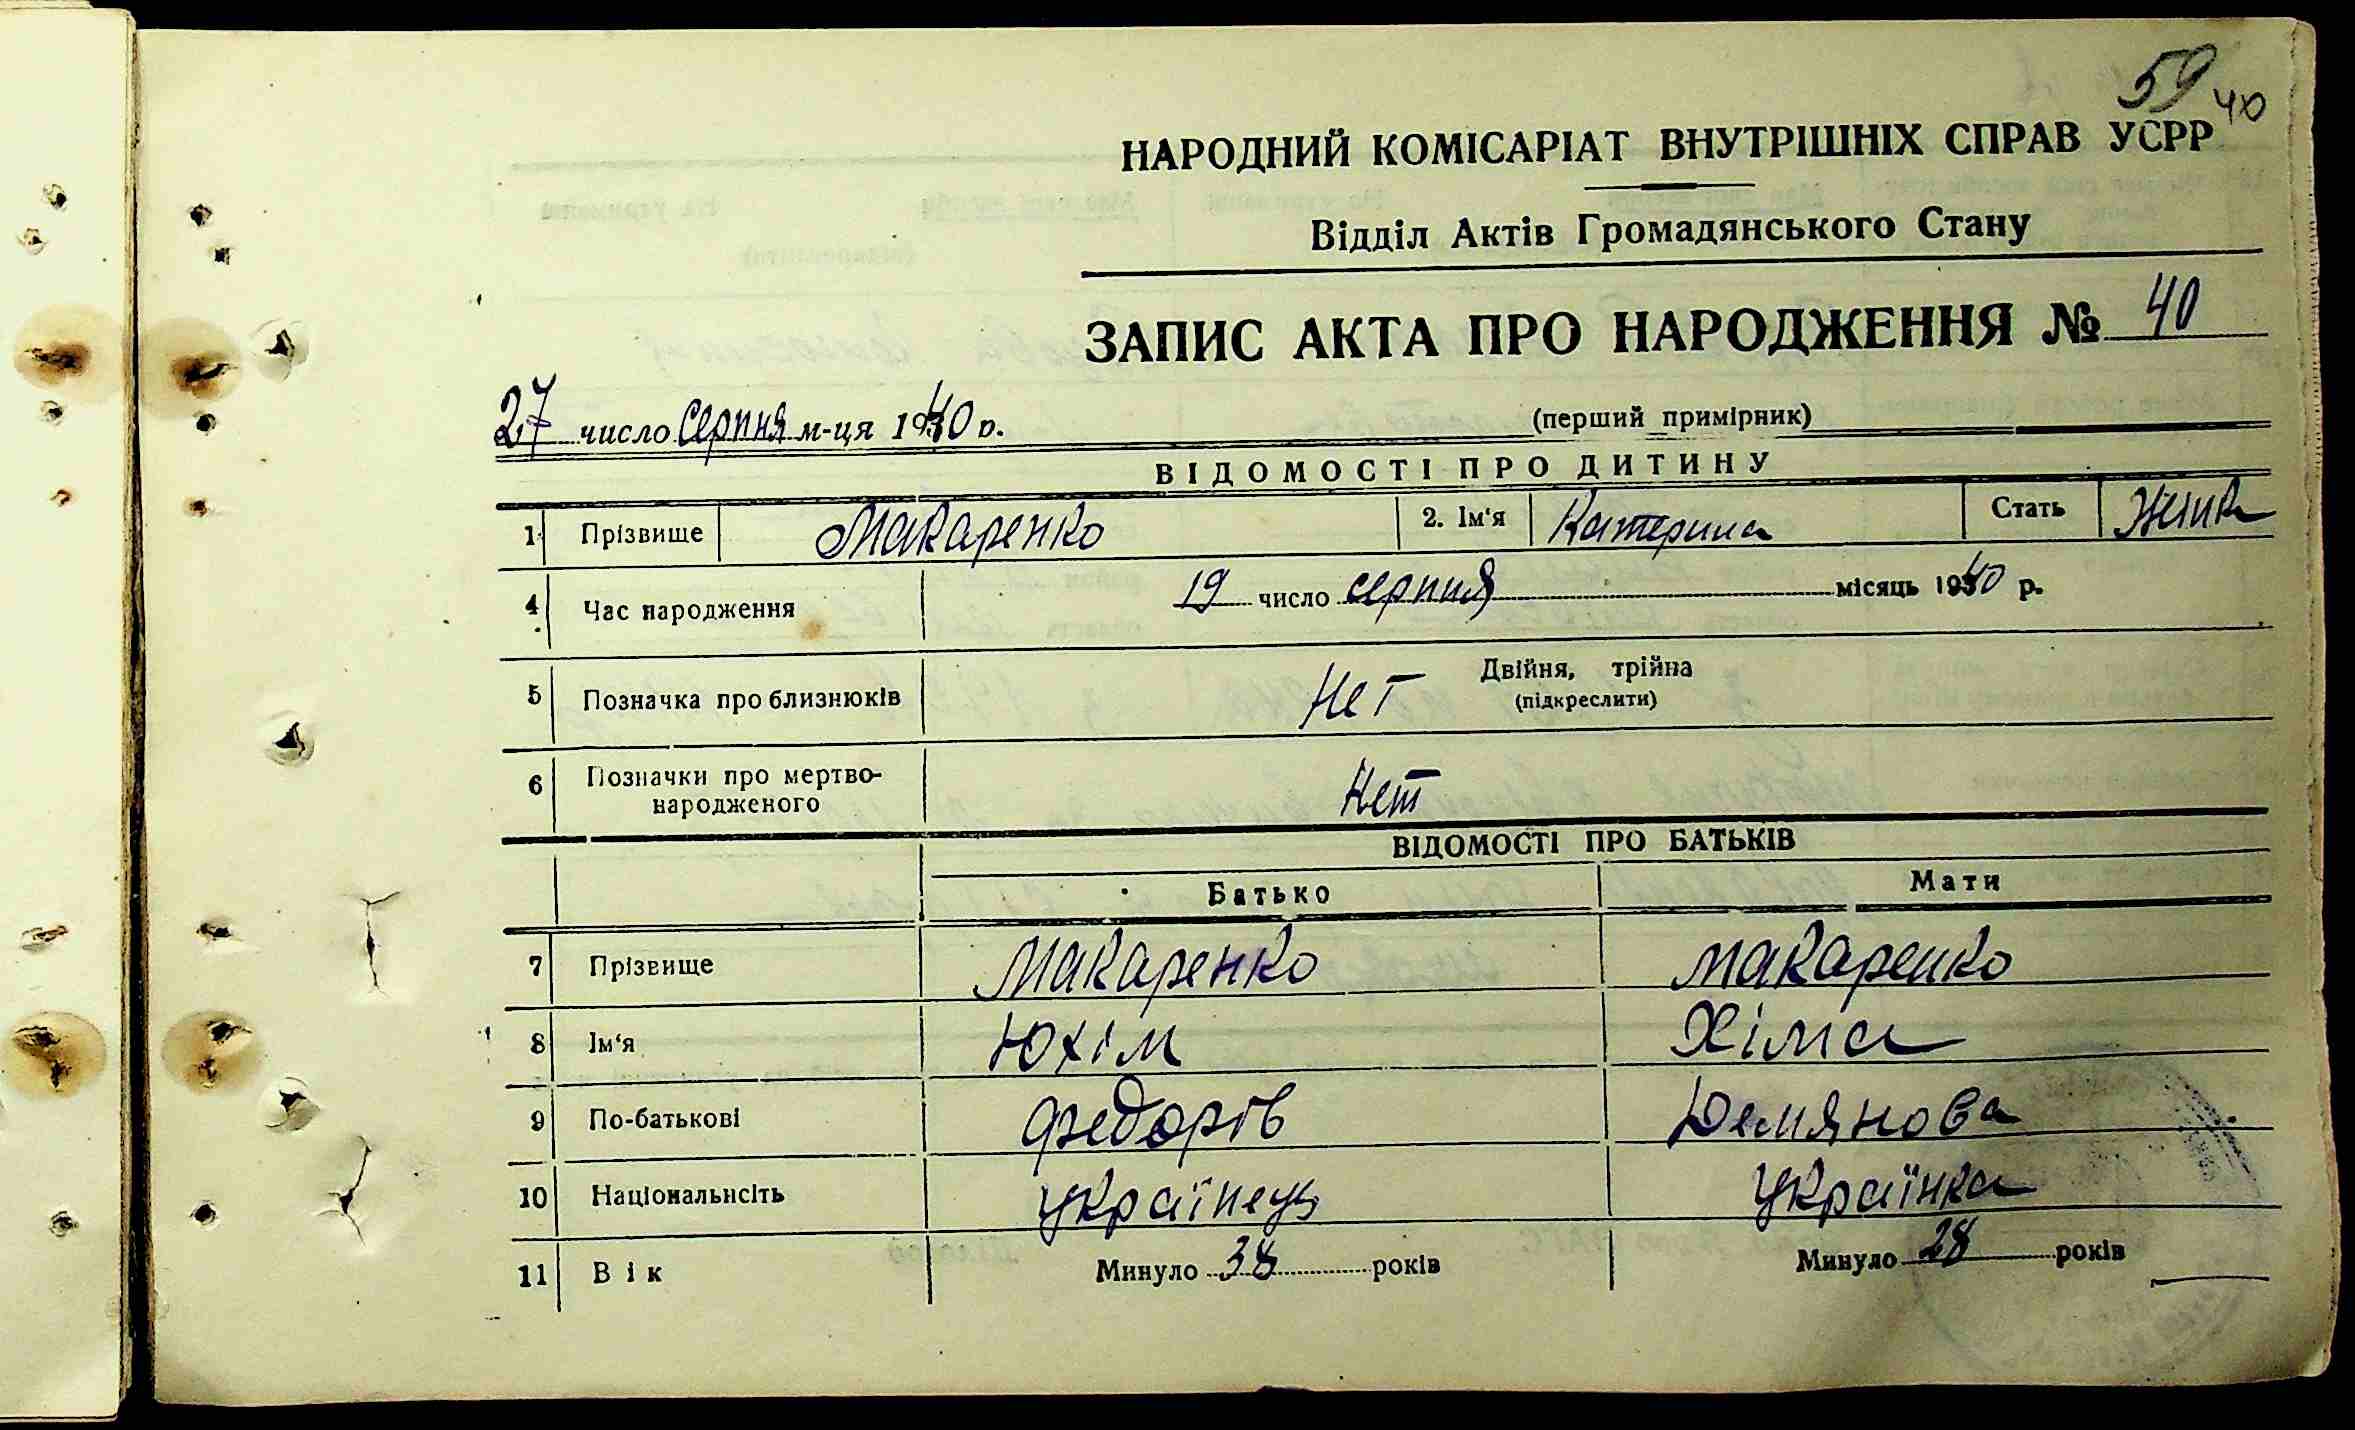 59 40
НАРОДНИЙ КОМІСАРІАТ ВНУТРІШНІХ СПРАВ УСРР
Відділ Актів Громадянського Стану
ЗАПИС АКТА ПРО НАРОДЖЕННЯ № 40
27 число серпня м-ця 1940 р. (перший примірник)
ВІДОМОСТІ ПРО ДИТИНУ
1 Прізвище Макаренко 2. Ім'я Катерина Стать Жінка
4 Час народження 19 число серпня місяць 1940 р.
5 Позначка про близнюків Нет Двійня, трійна
(підкреслити)
6 Позначки про мертво-
народженого Нет
ВІДОМОСТІ ПРО БАТЬКІВ
Батько Мати
7 Прізвище Макаренко Макаренко
8 Ім'я Юхім Хіма
9 По-батькові Федорів Демянова
10 Національнсіть Українець Українка
11 Вік Минуло 38 років Минуло 28 років